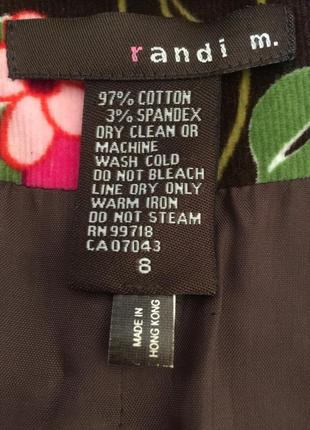 randi m.
97% COTTON
3% SPANDEX
DRY CLEAN OR
MACHINE
WASH COLD
DO NOT BLEACH
LINE DRY ONLY
WARM IRON
DO NOT STEAM
RN 99718
CA 07043
8
MADE IN
HONG KONG